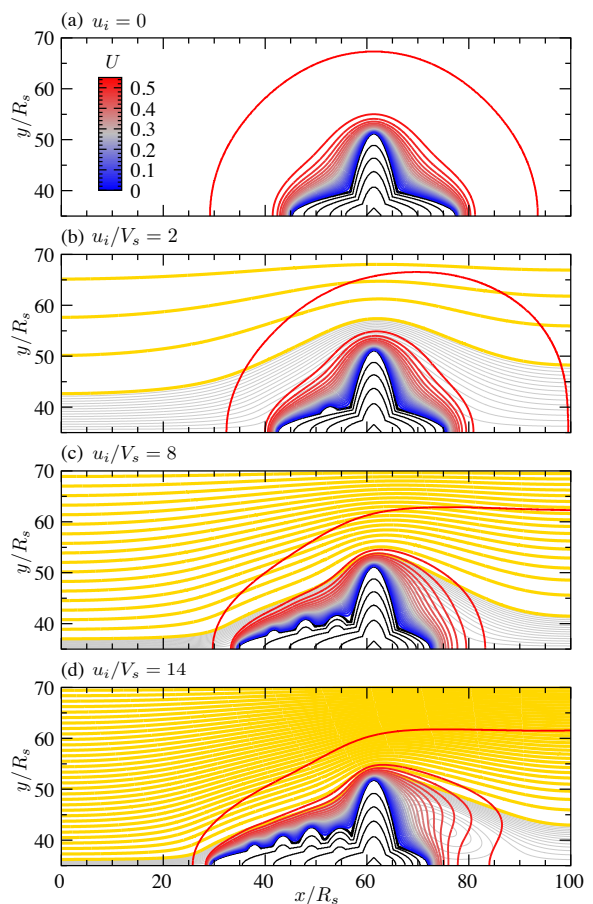 (a) u_i = 0
70
60
50
40
y/R_s
U
0.5
0.4
0.3
0.2
0.1
0
(b) u_i/V_s = 2
70
60
50
40
y/R_s
(c) u_i/V_s = 8
70
60
50
40
y/R_s
(d) u_i/V_s = 14
70
60
50
40
y/R_s
0 20 40 60 80 100
x/R_s